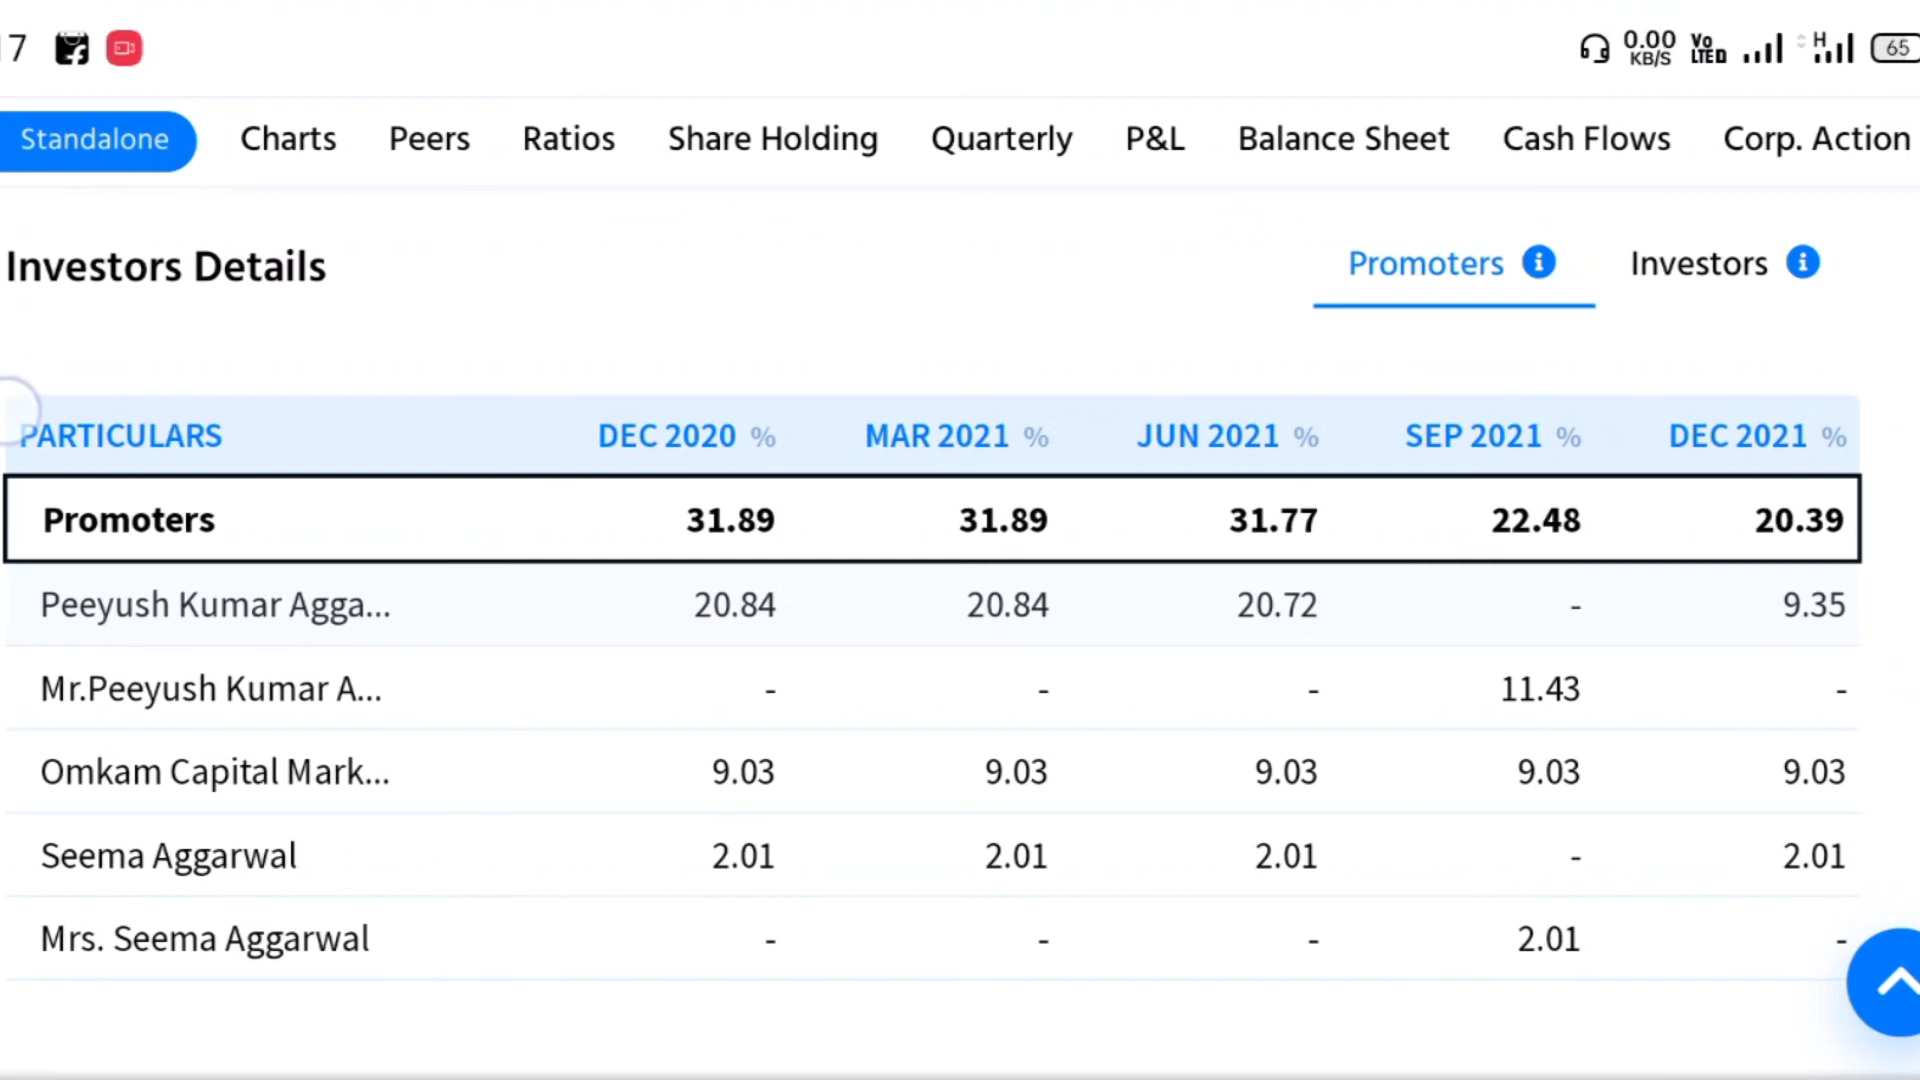 17 0.00 KB/S Vo LTED H 65
Standalone Charts Peers Ratios Share Holding Quarterly P&L Balance Sheet Cash Flows Corp. Action
Investors Details Promoters i Investors i
PARTICULARS DEC 2020 % MAR 2021 % JUN 2021 % SEP 2021 % DEC 2021 %
Promoters 31.89 31.89 31.77 22.48 20.39
Peeyush Kumar Agga... 20.84 20.84 20.72 - 9.35
Mr.Peeyush Kumar A... - - - 11.43 -
Omkam Capital Mark... 9.03 9.03 9.03 9.03 9.03
Seema Aggarwal 2.01 2.01 2.01 - 2.01
Mrs. Seema Aggarwal - - - 2.01 -